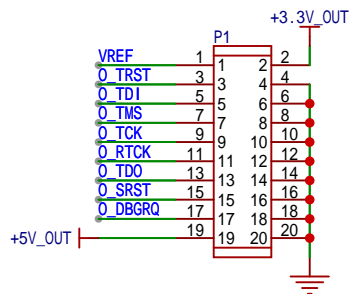 +3.3V_OUT
P1
VREF 1 1 2 2
O_TRST 3 3 4 4
O_TDI 5 5 6 6
O_TMS 7 7 8 8
O_TCK 9 9 10 10
O_RTCK 11 11 12 12
O_TDO 13 13 14 14
O_SRST 15 15 16 16
O_DBGRQ 17 17 18 18
+5V_OUT 19 19 20 20